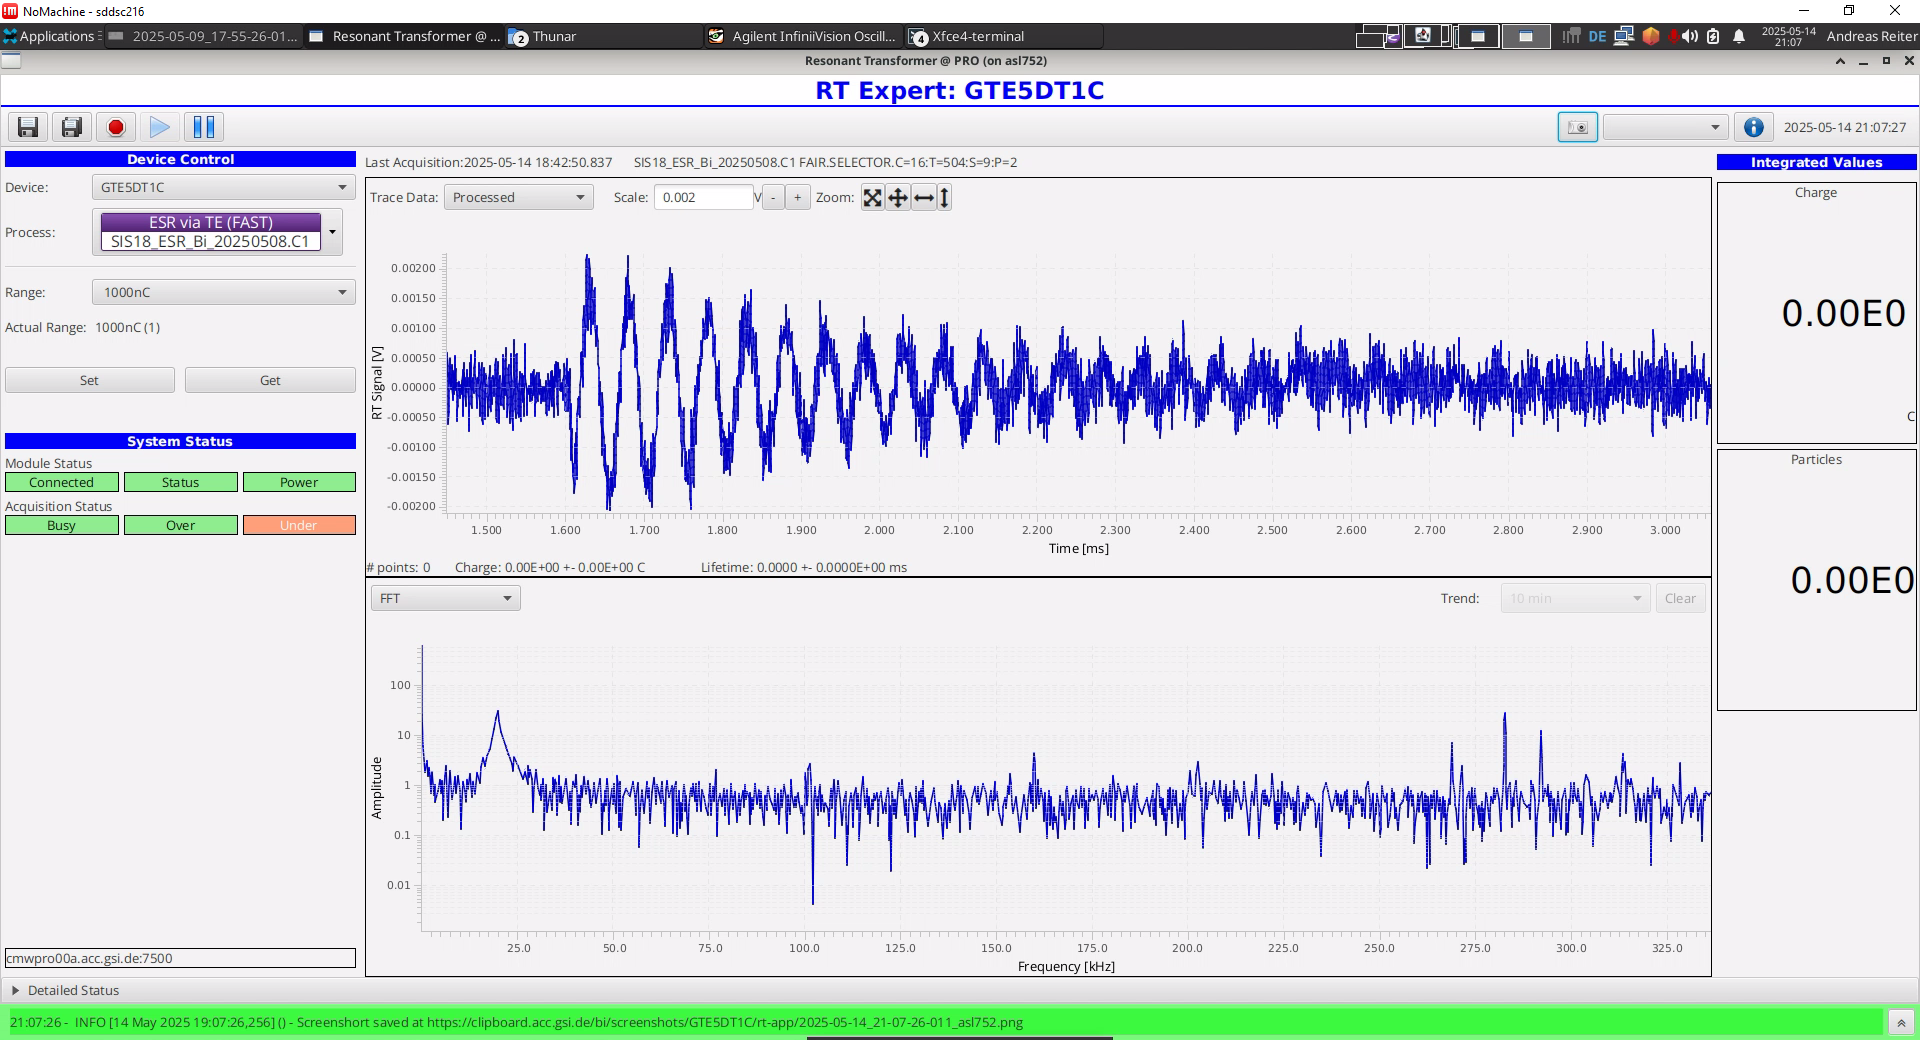 NoMachine - sddsc216
Applications
2025-05-09_17-55-26-01...
Resonant Transformer @ ...
2
Thunar
Agilent InfiniiVision Oscill...
4
Xfce4-terminal
DE
2025-05-14
21:07
Andreas Reiter
Resonant Transformer @ PRO (on asl752)
RT Expert: GTE5DT1C
2025-05-14 21:07:27
Device Control
Device:
GTE5DT1C
Process:
ESR via TE (FAST)
SIS18_ESR_Bi_20250508.C1
Range:
1000nC
Actual Range: 1000nC (1)
Set
Get
System Status
Module Status
Connected
Status
Power
Acquisition Status
Busy
Over
Under
cmwpro00a.acc.gsi.de:7500
Last Acquisition:2025-05-14 18:42:50.837 SIS18_ESR_Bi_20250508.C1 FAIR.SELECTOR.C=16:T=504:S=9:P=2
Trace Data:
Processed
Scale:
0.002
V
-
+
Zoom:
RT Signal [V]
0.00200
0.00150
0.00100
0.00050
0.00000
-0.00050
-0.00100
-0.00150
-0.00200
1.500 1.600 1.700 1.800 1.900 2.000 2.100 2.200 2.300 2.400 2.500 2.600 2.700 2.800 2.900 3.000
Time [ms]
# points: 0 Charge: 0.00E+00 +- 0.00E+00 C Lifetime: 0.0000 +- 0.0000E+00 ms
FFT
Trend:
10 min
Clear
Amplitude
100
10
1
0.1
0.01
25.0 50.0 75.0 100.0 125.0 150.0 175.0 200.0 225.0 250.0 275.0 300.0 325.0
Frequency [kHz]
Integrated Values
Charge
0.00E0
C
Particles
0.00E0
Detailed Status
21:07:26 - INFO [14 May 2025 19:07:26,256] () - Screenshort saved at https://clipboard.acc.gsi.de/bi/screenshots/GTE5DT1C/rt-app/2025-05-14_21-07-26-011_asl752.png